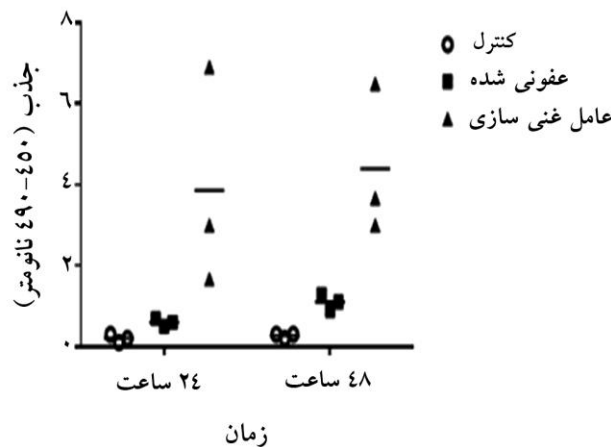 ۸
۶
۴
۲
۰
جذب (۴۵۰-۴۹۰ نانومتر)
کنترل
عفونی شده
عامل غنی سازی
۲۴ ساعت
۴۸ ساعت
زمان